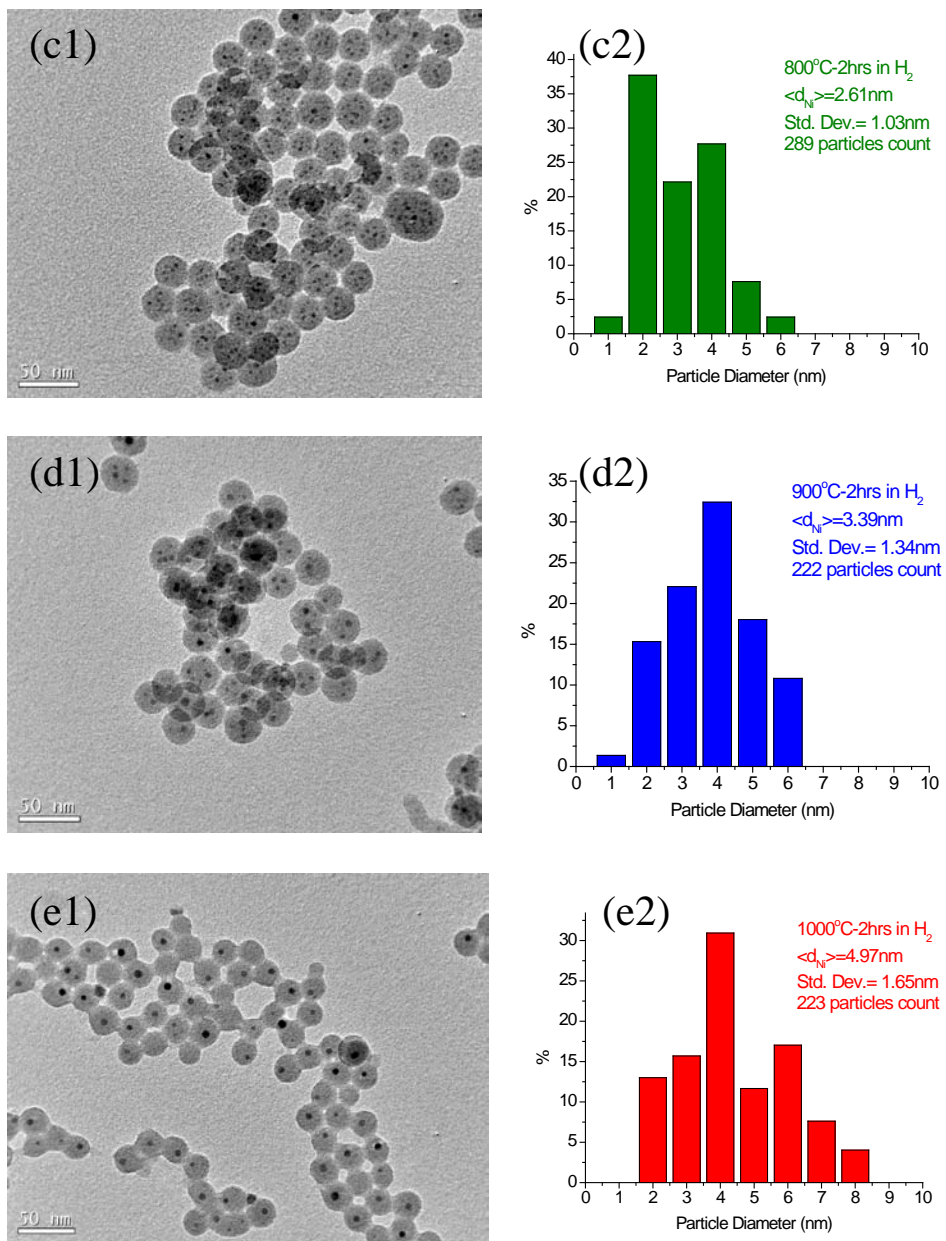 (c1)
50 nm
(c2)
800°C-2hrs in H₂
<d_Ni>=2.61nm
Std. Dev.= 1.03nm
289 particles count
40
35
30
25
20
15
10
5
0
%
0 1 2 3 4 5 6 7 8 9 10
Particle Diameter (nm)
(d1)
50 nm
(d2)
900°C-2hrs in H₂
<d_Ni>=3.39nm
Std. Dev.= 1.34nm
222 particles count
35
30
25
20
15
10
5
0
%
0 1 2 3 4 5 6 7 8 9 10
Particle Diameter (nm)
(e1)
50 nm
(e2)
1000°C-2hrs in H₂
<d_Ni>=4.97nm
Std. Dev.= 1.65nm
223 particles count
30
25
20
15
10
5
0
%
0 1 2 3 4 5 6 7 8 9 10
Particle Diameter (nm)